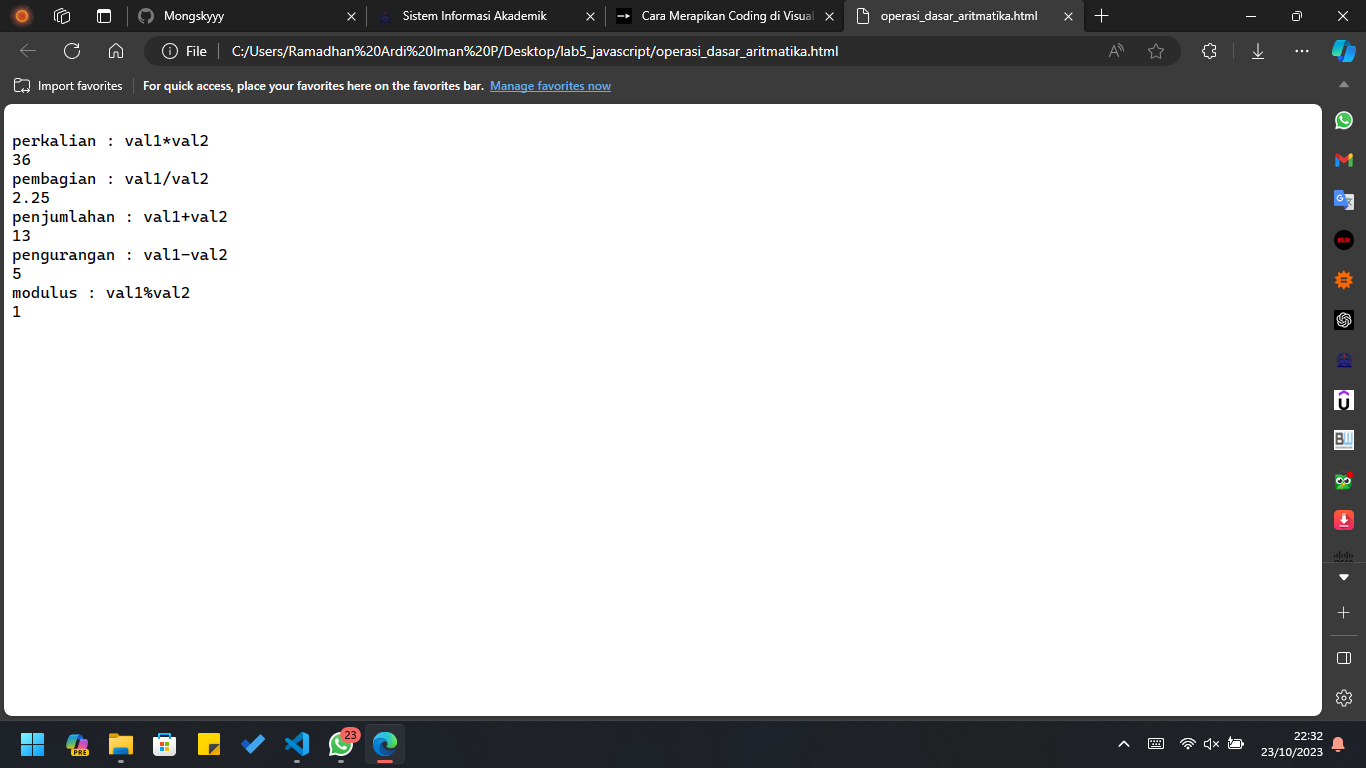 Mongskyyy
Sistem Informasi Akademik
Cara Merapikan Coding di Visual
operasi_dasar_aritmatika.html
File
C:/Users/Ramadhan%20Ardi%20Iman%20P/Desktop/lab5_javascript/operasi_dasar_aritmatika.html
Import favorites
For quick access, place your favorites here on the favorites bar. Manage favorites now
perkalian : val1*val2
36
pembagian : val1/val2
2.25
penjumlahan : val1+val2
13
pengurangan : val1-val2
5
modulus : val1%val2
1
PRE
23
22:32
23/10/2023